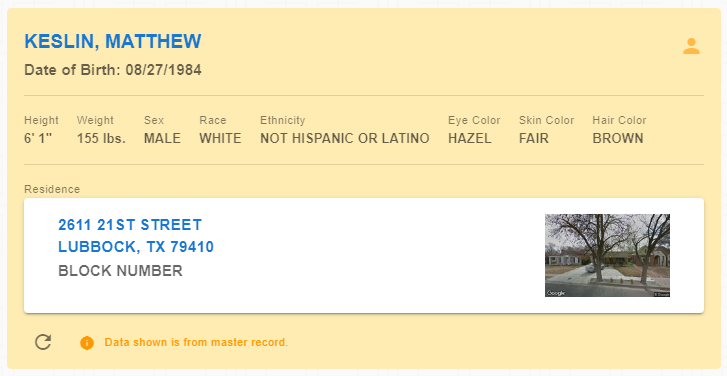 KESLIN, MATTHEW
Date of Birth: 08/27/1984
Height Weight Sex Race Ethnicity Eye Color Skin Color Hair Color
6' 1" 155 lbs. MALE WHITE NOT HISPANIC OR LATINO HAZEL FAIR BROWN
Residence
2611 21ST STREET
LUBBOCK, TX 79410
BLOCK NUMBER
Google
Data shown is from master record.